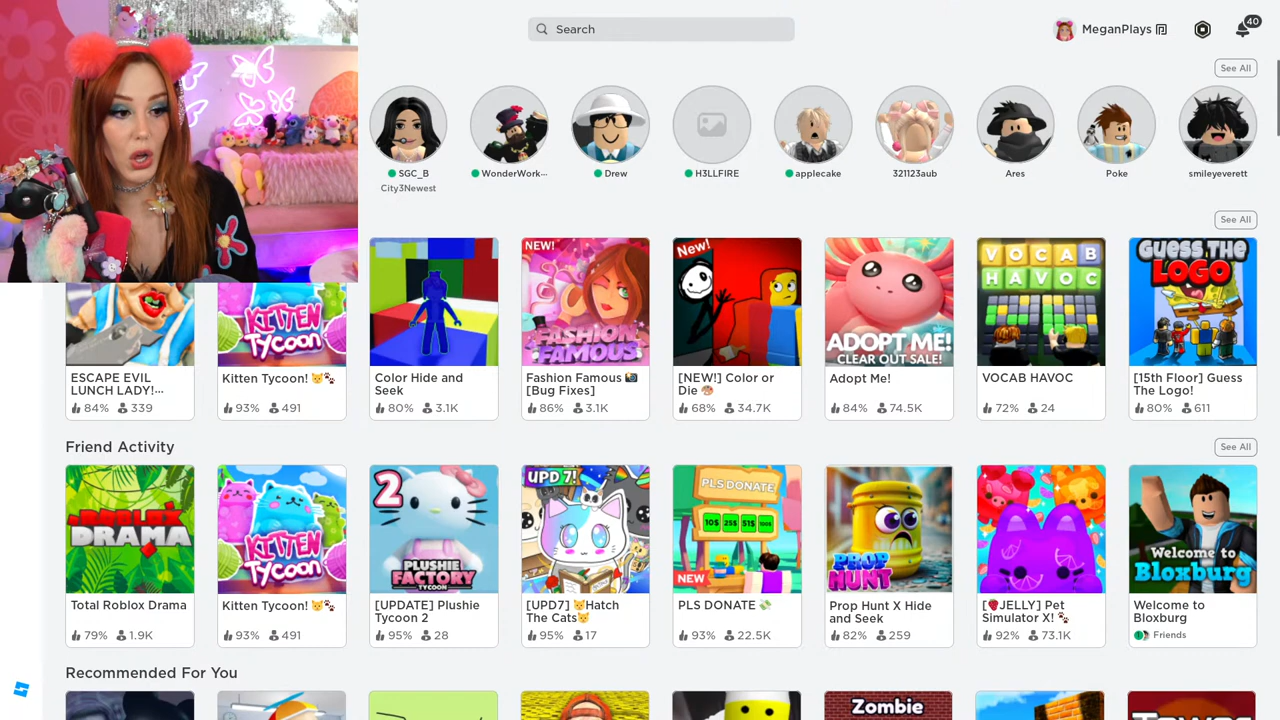 Search
MeganPlays
40
See All
SGC_B
City3Newest
WonderWork...
Drew
H3LLFIRE
applecake
321123aub
Ares
Poke
smileyeverett
See All
ESCAPE EVIL
LUNCH LADY!...
84% 339
KITTEN
TYCOON
Kitten Tycoon! 🐱🐾
93% 491
Color Hide and
Seek
80% 3.1K
NEW!
FASHION
FAMOUS
Fashion Famous 📸
[Bug Fixes]
86% 3.1K
New!
[NEW!] Color or
Die 🎨
68% 34.7K
ADOPT ME!
CLEAR OUT SALE!
Adopt Me!
84% 74.5K
VOCAB
HAVOC
VOCAB HAVOC
72% 24
GUESS THE
LOGO
[15th Floor] Guess
The Logo!
80% 611
Friend Activity
See All
ROBLOX
DRAMA
Total Roblox Drama
79% 1.9K
KITTEN
TYCOON
Kitten Tycoon! 🐱🐾
93% 491
2
PLUSHIE
FACTORY
TYCOON
[UPDATE] Plushie
Tycoon 2
95% 28
UPD 7!
[UPD7] 🐱Hatch
The Cats🐱
95% 17
PLS DONATE
10$ 25$ 51$ 100$
NEW
PLS DONATE 💸
93% 22.5K
PROP
HUNT
Prop Hunt X Hide
and Seek
82% 259
[🍓JELLY] Pet
Simulator X! 🐾
92% 73.1K
Welcome to
Bloxburg
Welcome to
Bloxburg
Friends
Recommended For You
Zombie